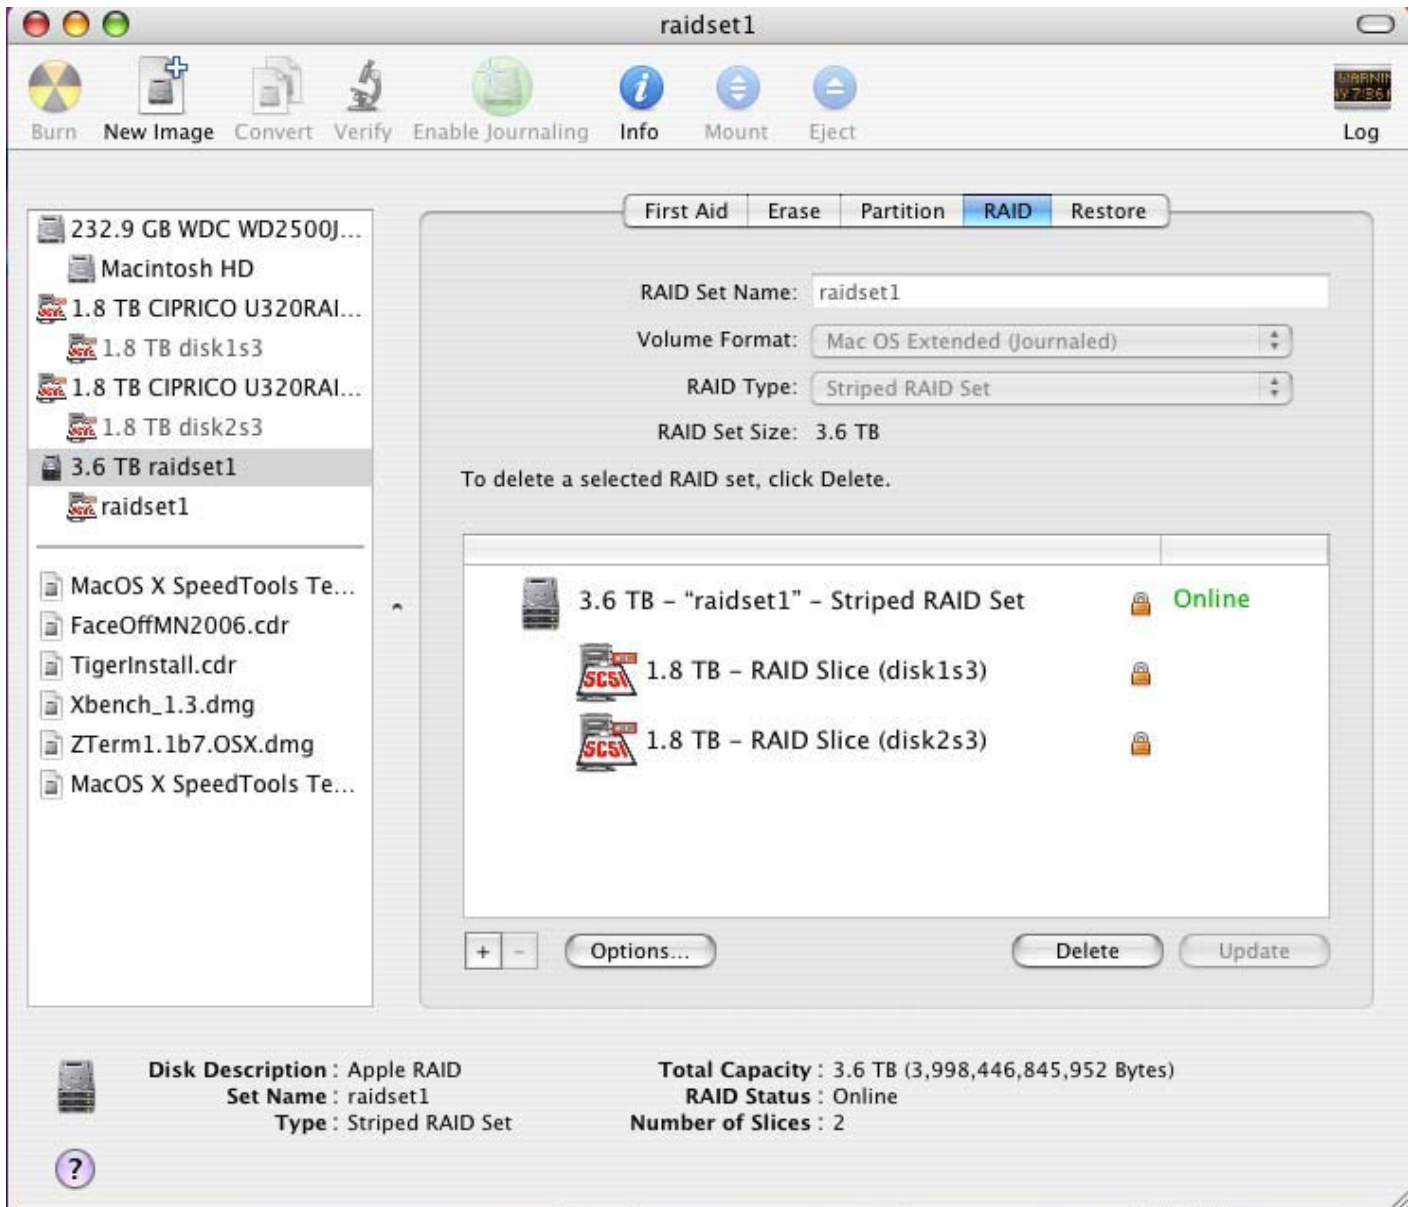 raidset1
Burn New Image Convert Verify Enable Journaling Info Mount Eject Log
First Aid Erase Partition RAID Restore
232.9 GB WDC WD2500J...
Macintosh HD
1.8 TB CIPRICO U320RAI...
1.8 TB disk1s3
1.8 TB CIPRICO U320RAI...
1.8 TB disk2s3
3.6 TB raidset1
raidset1
MacOS X SpeedTools Te...
FaceOffMN2006.cdr
TigerInstall.cdr
Xbench_1.3.dmg
ZTerm1.1b7.OSX.dmg
MacOS X SpeedTools Te...
RAID Set Name: raidset1
Volume Format: Mac OS Extended (Journaled)
RAID Type: Striped RAID Set
RAID Set Size: 3.6 TB
To delete a selected RAID set, click Delete.
3.6 TB – “raidset1” – Striped RAID Set Online
SCSI 1.8 TB – RAID Slice (disk1s3)
SCSI 1.8 TB – RAID Slice (disk2s3)
+ - Options... Delete Update
Disk Description : Apple RAID
Set Name : raidset1
Type : Striped RAID Set
Total Capacity : 3.6 TB (3,998,446,845,952 Bytes)
RAID Status : Online
Number of Slices : 2
?